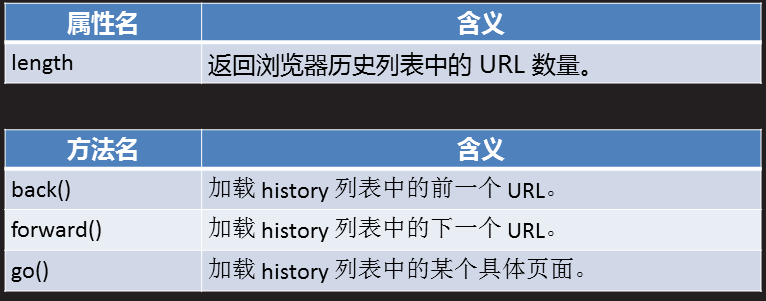 属性名 含义
length 返回浏览器历史列表中的 URL 数量。
方法名 含义
back() 加载 history 列表中的前一个 URL。
forward() 加载 history 列表中的下一个 URL。
go() 加载 history 列表中的某个具体页面。